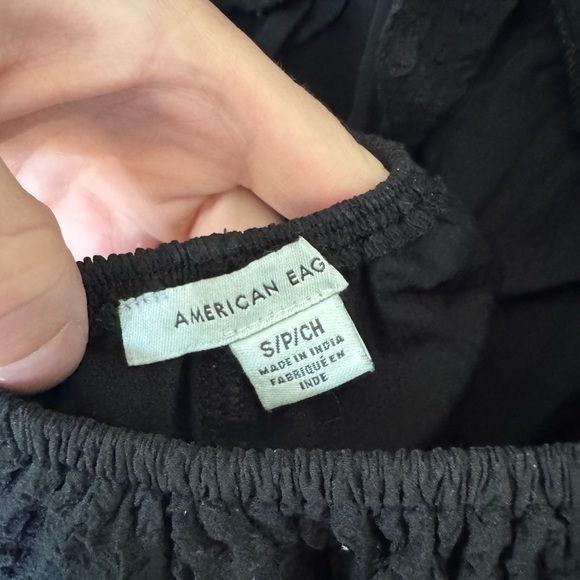 AMERICAN EAG
S/P/CH
MADE IN INDIA
FABRIQUÉ EN
INDE